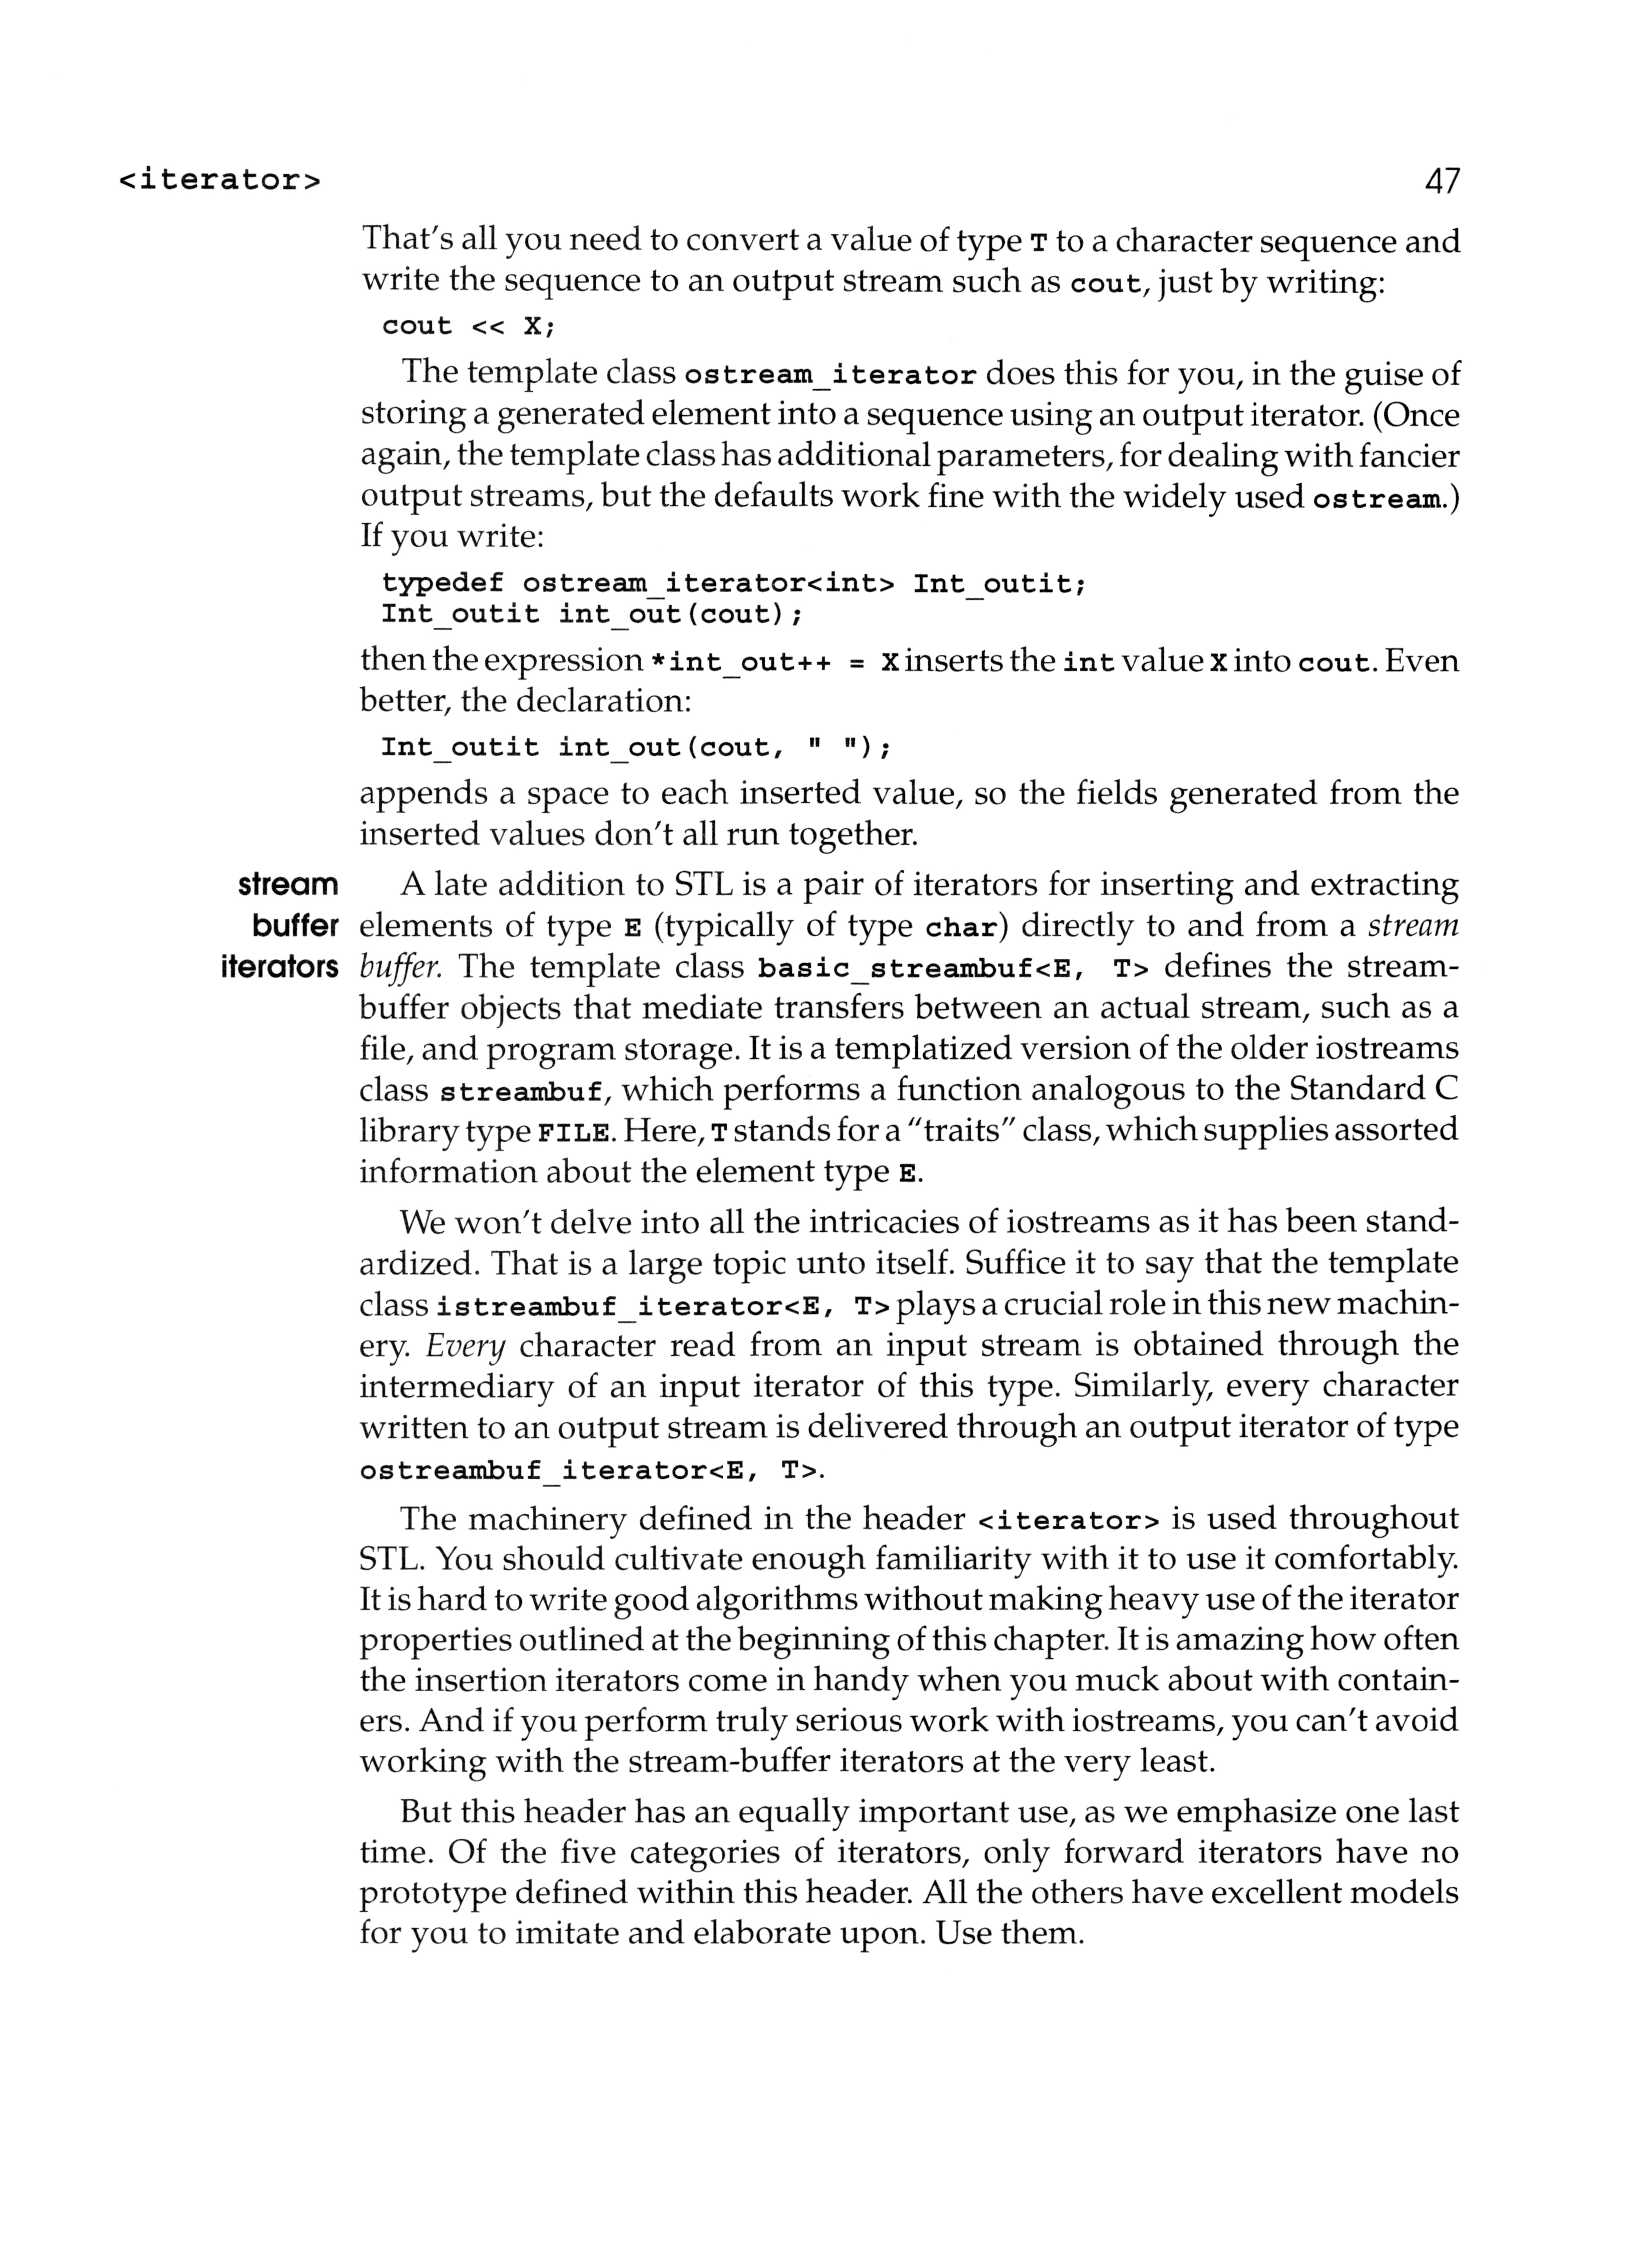 <iterator> 47
That's all you need to convert a value of type T to a character sequence and
write the sequence to an output stream such as cout, just by writing:
cout << X;
The template class ostream_iterator does this for you, in the guise of
storing a generated element into a sequence using an output iterator. (Once
again, the template class has additional parameters, for dealing with fancier
output streams, but the defaults work fine with the widely used ostream.)
If you write:
typedef ostream_iterator<int> Int_outit;
Int_outit int_out(cout);
then the expression *int_out++ = X inserts the int value X into cout. Even
better, the declaration:
Int_outit int_out(cout, " ");
appends a space to each inserted value, so the fields generated from the
inserted values don't all run together.
stream A late addition to STL is a pair of iterators for inserting and extracting
buffer elements of type E (typically of type char) directly to and from a stream
iterators buffer. The template class basic_streambuf<E, T> defines the stream-
buffer objects that mediate transfers between an actual stream, such as a
file, and program storage. It is a templatized version of the older iostreams
class streambuf, which performs a function analogous to the Standard C
library type FILE. Here, T stands for a "traits" class, which supplies assorted
information about the element type E.
We won't delve into all the intricacies of iostreams as it has been stand-
ardized. That is a large topic unto itself. Suffice it to say that the template
class istreambuf_iterator<E, T> plays a crucial role in this new machin-
ery. Every character read from an input stream is obtained through the
intermediary of an input iterator of this type. Similarly, every character
written to an output stream is delivered through an output iterator of type
ostreambuf_iterator<E, T>.
The machinery defined in the header <iterator> is used throughout
STL. You should cultivate enough familiarity with it to use it comfortably.
It is hard to write good algorithms without making heavy use of the iterator
properties outlined at the beginning of this chapter. It is amazing how often
the insertion iterators come in handy when you muck about with contain-
ers. And if you perform truly serious work with iostreams, you can't avoid
working with the stream-buffer iterators at the very least.
But this header has an equally important use, as we emphasize one last
time. Of the five categories of iterators, only forward iterators have no
prototype defined within this header. All the others have excellent models
for you to imitate and elaborate upon. Use them.